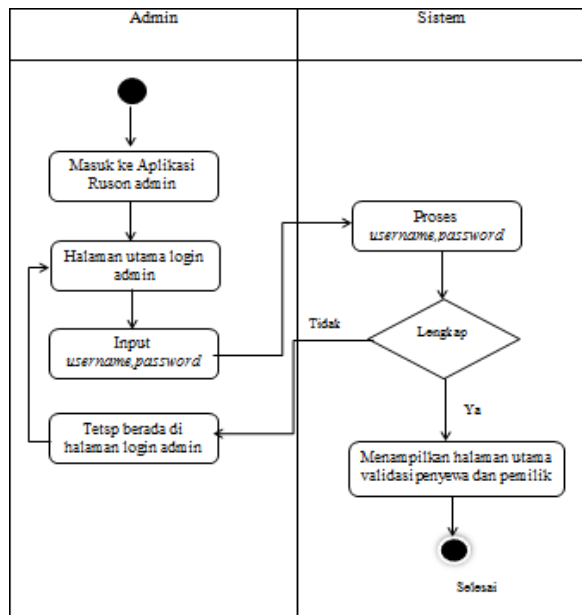 Admin
Sistem
Masuk ke Aplikasi
Ruson admin
Halaman utama login
admin
Input
username,password
Tetsp berada di
halaman login admin
Proses
username,password
Tidak
Lengkap
Ya
Menampilkan halaman utama
validasi penyewa dan pemilik
Selesai